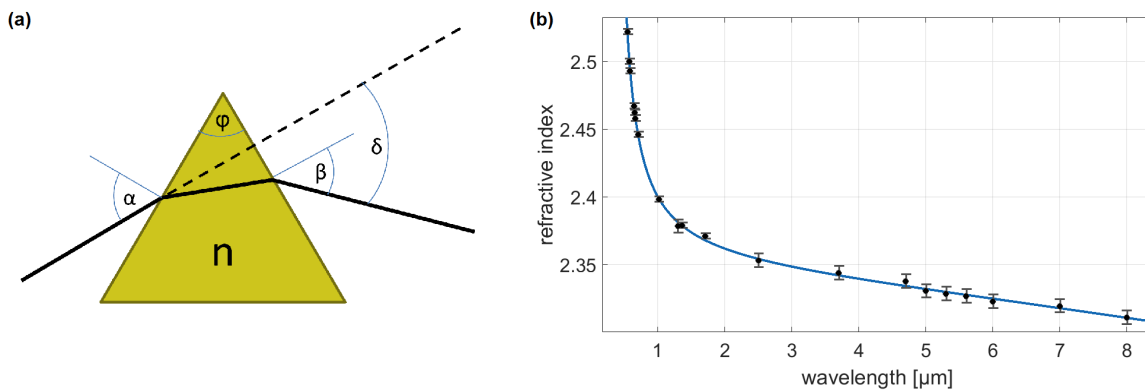 (a)
φ
α
β
δ
n
(b)
2.5
2.45
2.4
2.35
refractive index
1 2 3 4 5 6 7 8
wavelength [µm]